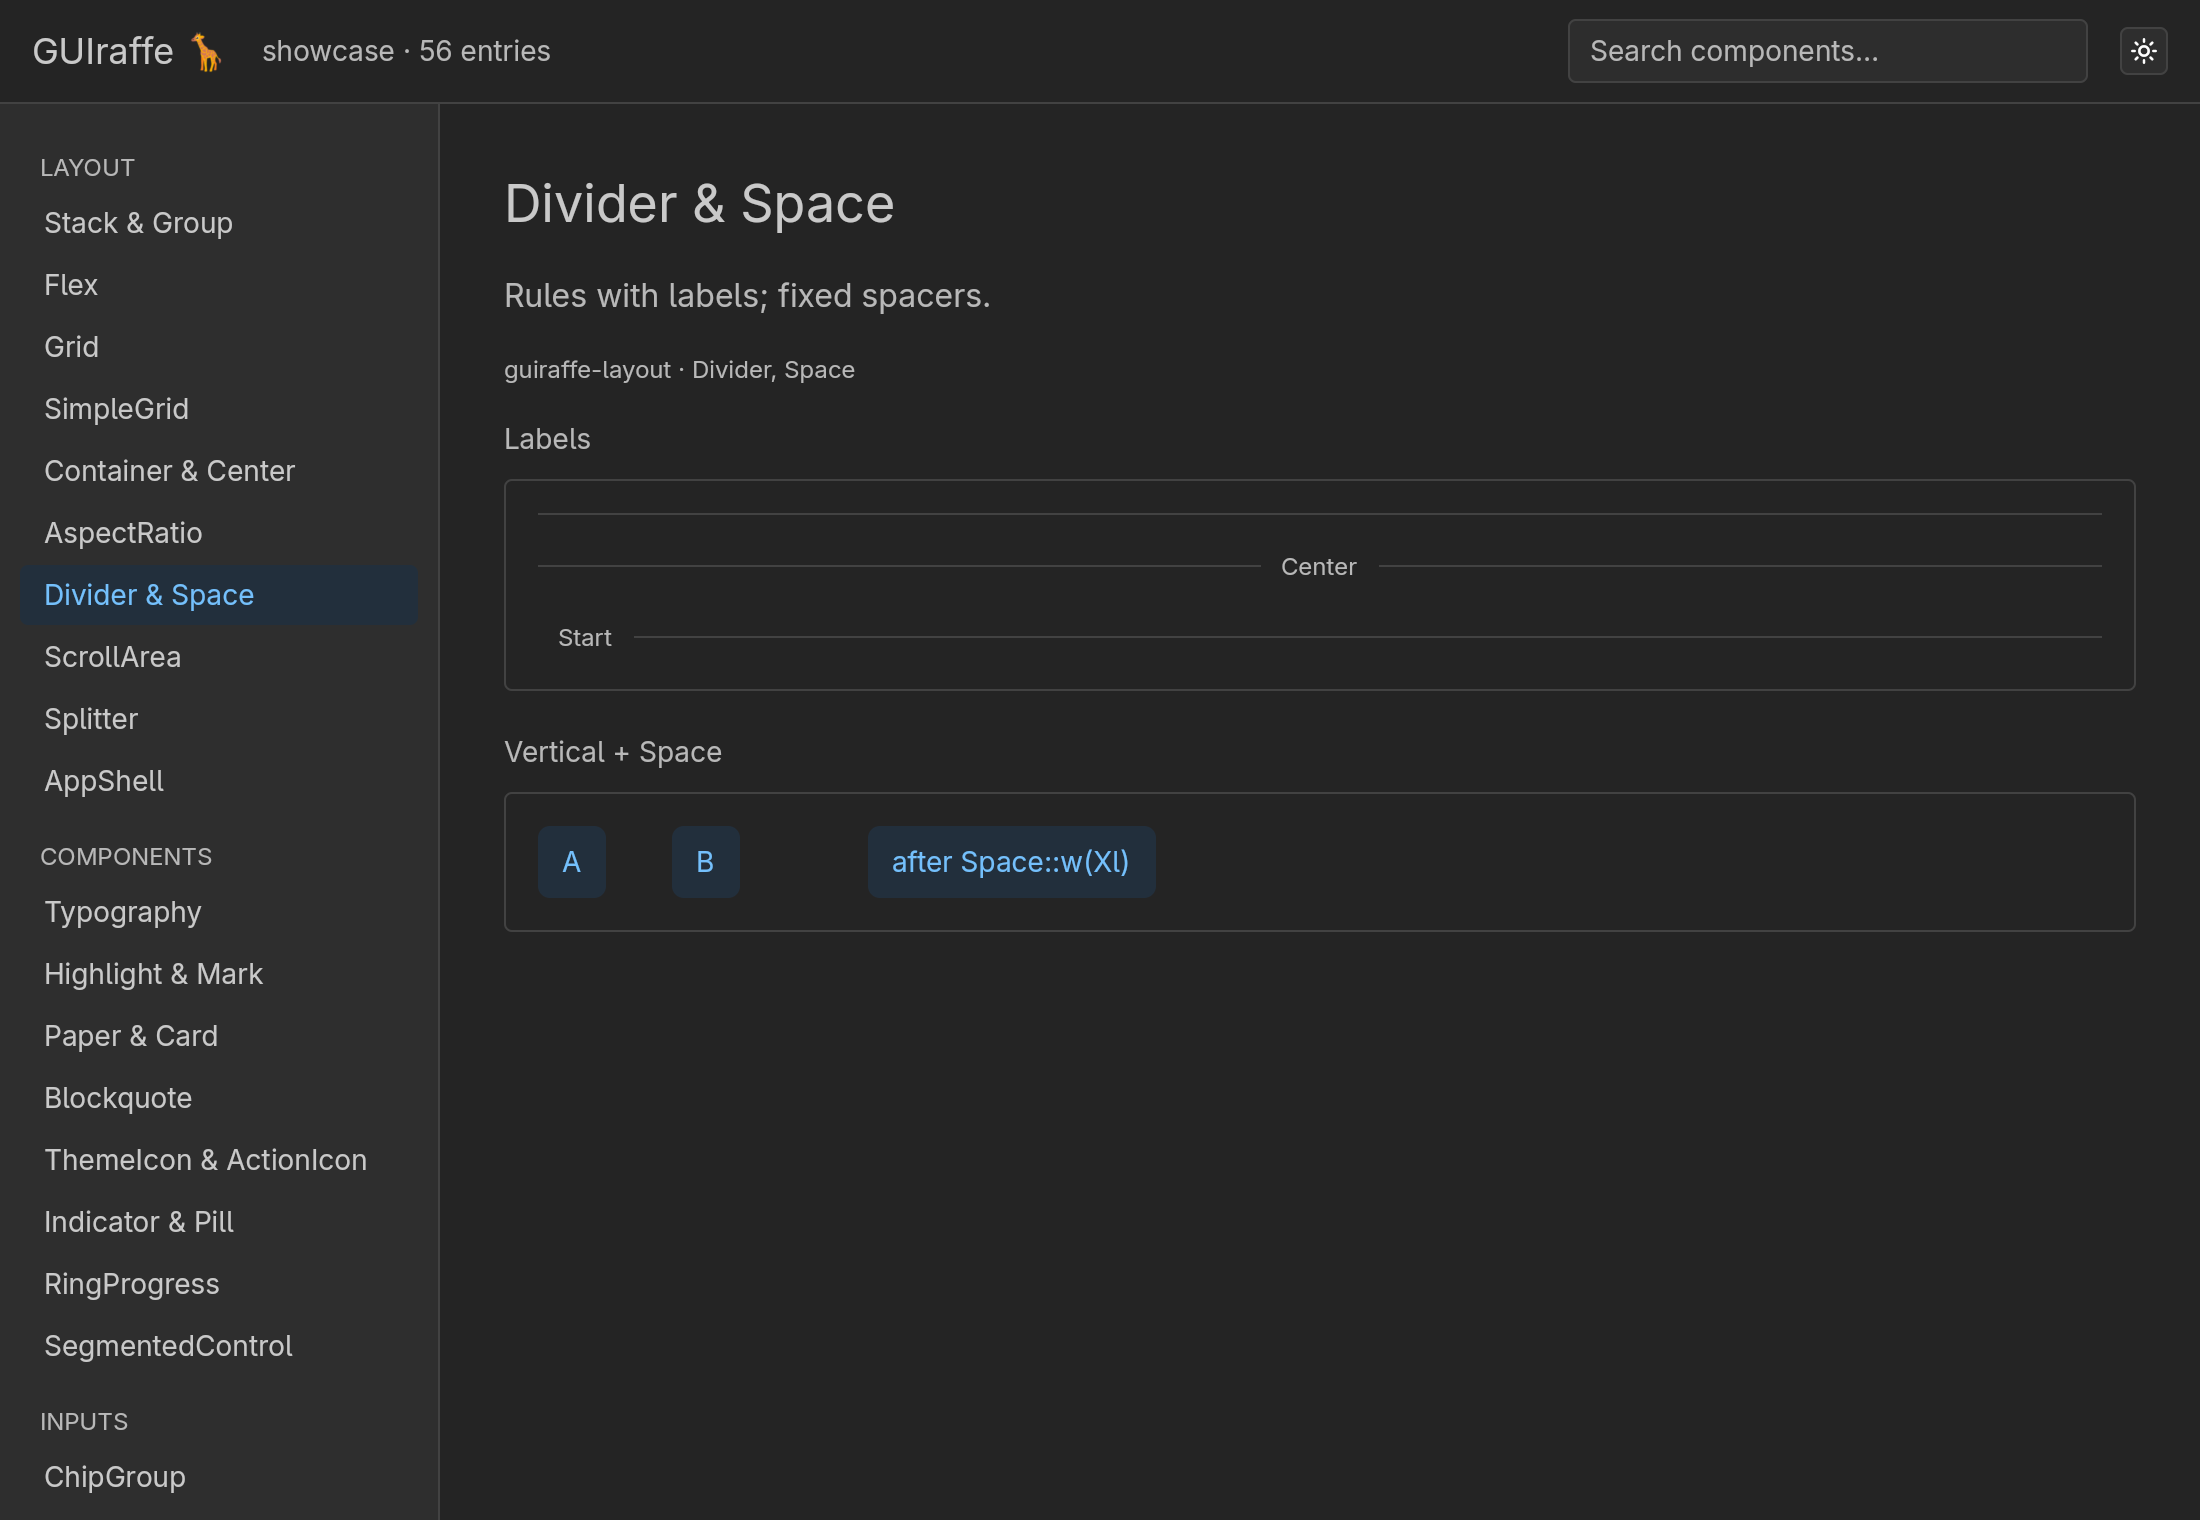 GUIraffe 🦒 showcase · 56 entries
Search components...
LAYOUT
Stack & Group
Flex
Grid
SimpleGrid
Container & Center
AspectRatio
Divider & Space
ScrollArea
Splitter
AppShell
COMPONENTS
Typography
Highlight & Mark
Paper & Card
Blockquote
ThemeIcon & ActionIcon
Indicator & Pill
RingProgress
SegmentedControl
INPUTS
ChipGroup
Divider & Space
Rules with labels; fixed spacers.
guiraffe-layout · Divider, Space
Labels
Center
Start
Vertical + Space
A B after Space::w(Xl)